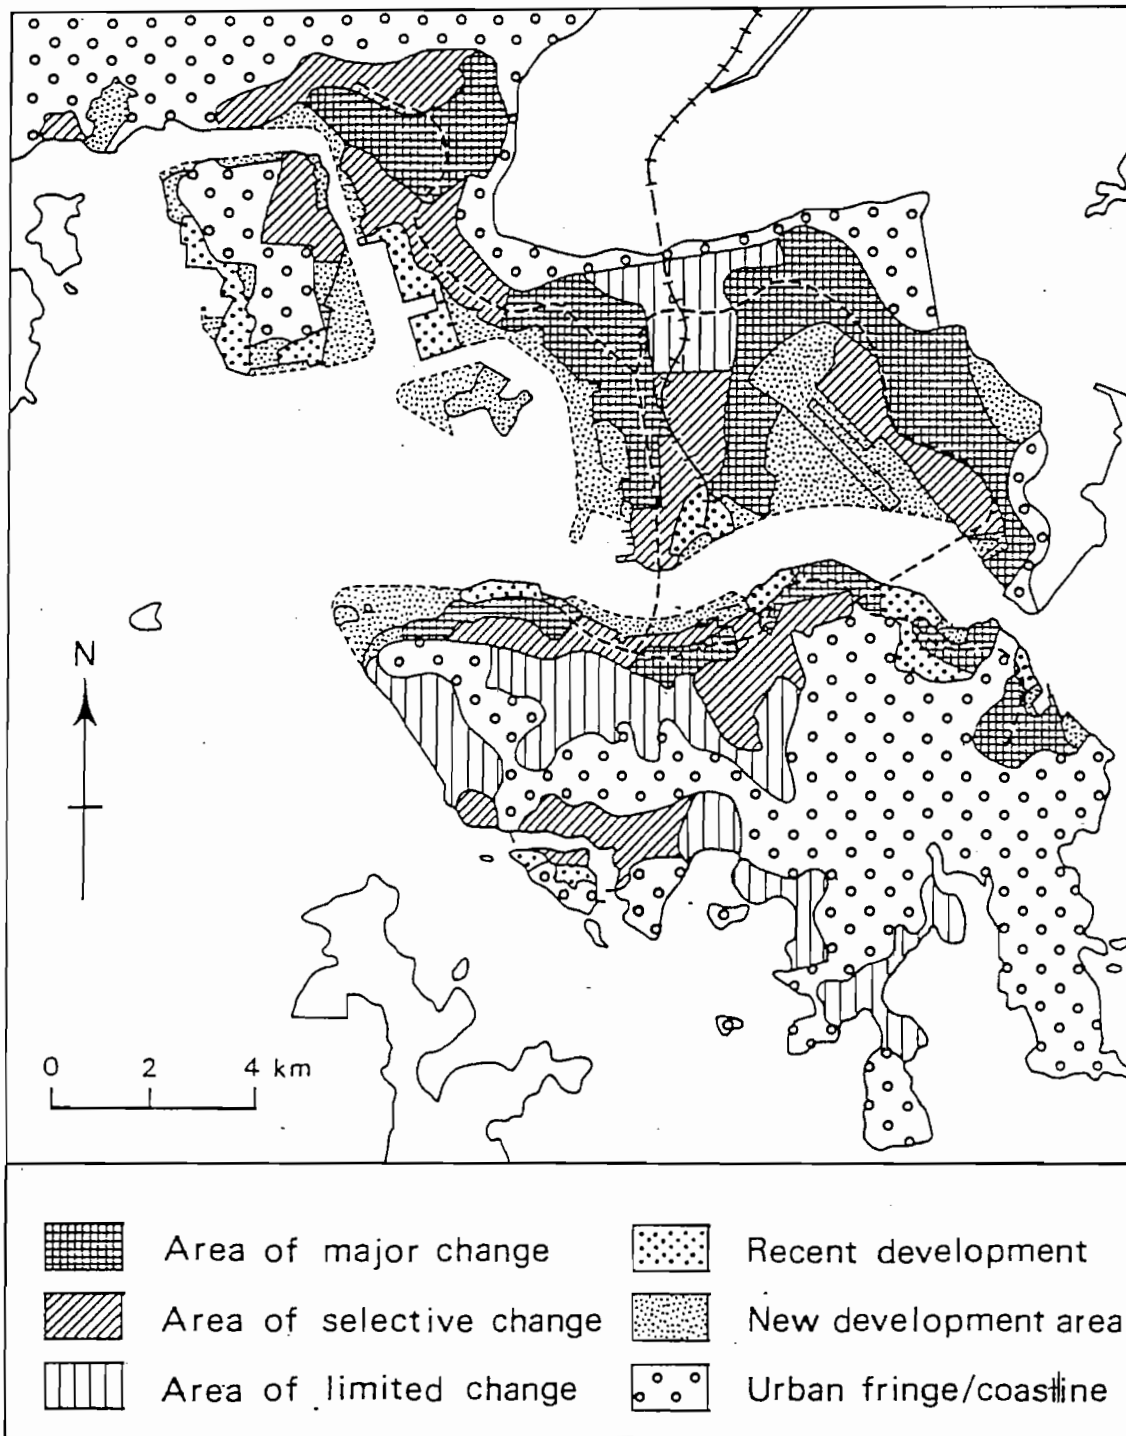 N
0 2 4 km
Area of major change
Recent development
Area of selective change
New development area
Area of limited change
Urban fringe/coastline